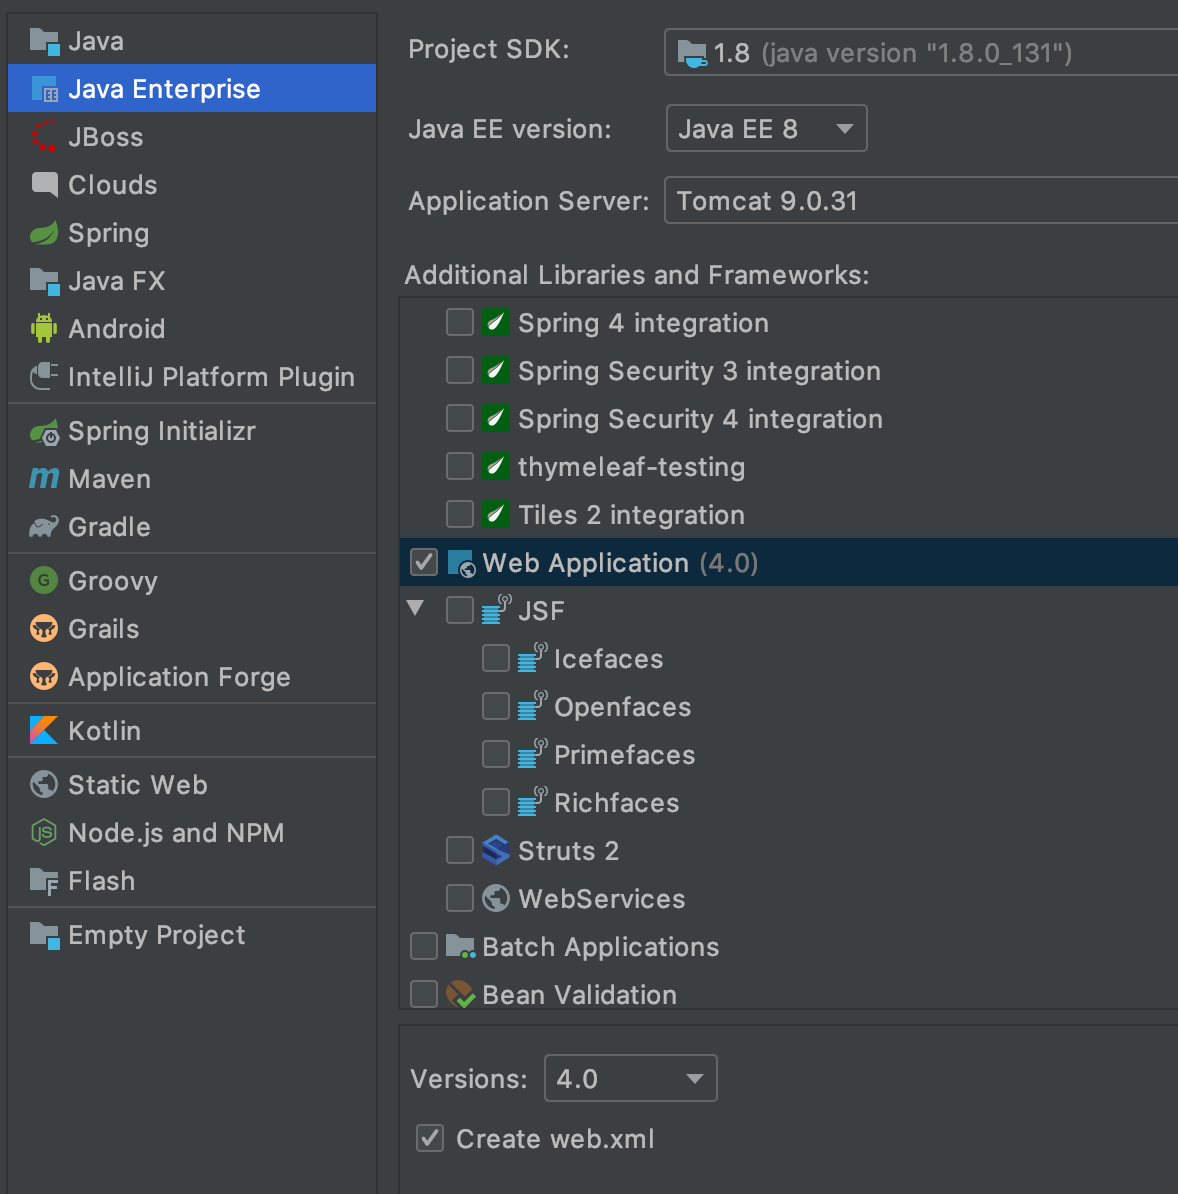 Java
Java Enterprise
JBoss
Clouds
Spring
Java FX
Android
IntelliJ Platform Plugin
Spring Initializr
Maven
Gradle
Groovy
Grails
Application Forge
Kotlin
Static Web
Node.js and NPM
Flash
Empty Project
Project SDK: 1.8 (java version "1.8.0_131")
Java EE version: Java EE 8
Application Server: Tomcat 9.0.31
Additional Libraries and Frameworks:
Spring 4 integration
Spring Security 3 integration
Spring Security 4 integration
thymeleaf-testing
Tiles 2 integration
Web Application (4.0)
JSF
Icefaces
Openfaces
Primefaces
Richfaces
Struts 2
WebServices
Batch Applications
Bean Validation
Versions: 4.0
Create web.xml